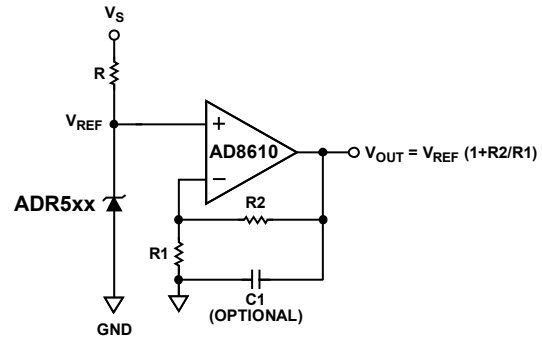 VS
R
VREF
+
AD8610
VOUT = VREF (1+R2/R1)
−
ADR5xx
R2
R1
C1
(OPTIONAL)
GND